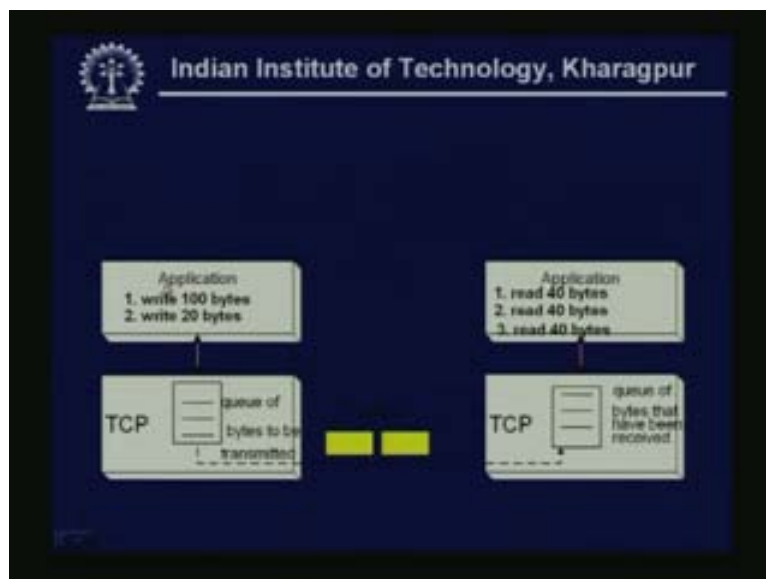 Indian Institute of Technology, Kharagpur
Application
1. write 100 bytes
2. write 20 bytes
Application
1. read 40 bytes
2. read 40 bytes
3. read 40 bytes
TCP
queue of
bytes to be
transmitted
TCP
queue of
bytes that
have been
received